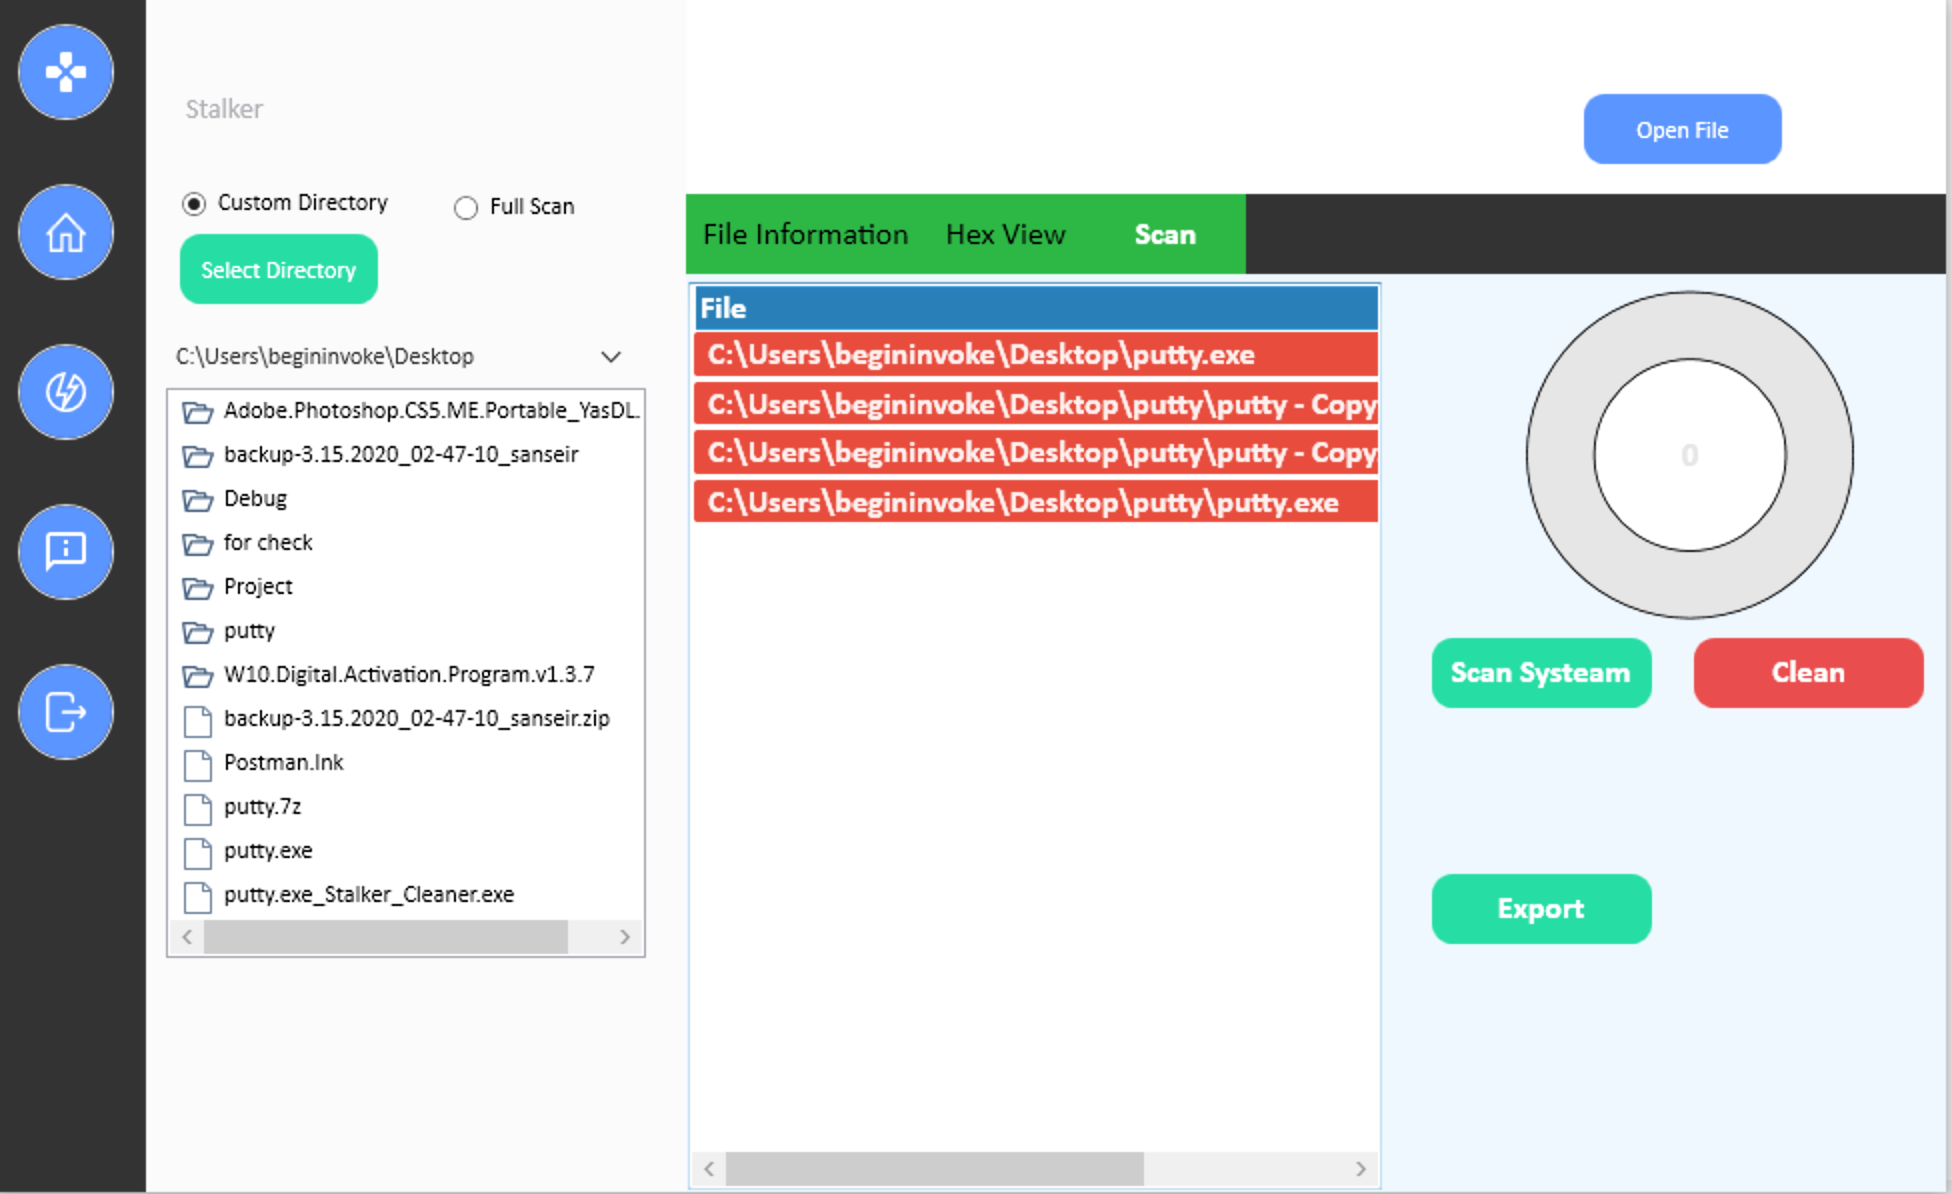 Stalker
Open File
Custom Directory
Full Scan
Select Directory
C:\Users\begininvoke\Desktop
Adobe.Photoshop.CS5.ME.Portable_YasDL.
backup-3.15.2020_02-47-10_sanseir
Debug
for check
Project
putty
W10.Digital.Activation.Program.v1.3.7
backup-3.15.2020_02-47-10_sanseir.zip
Postman.lnk
putty.7z
putty.exe
putty.exe_Stalker_Cleaner.exe
File Information
Hex View
Scan
File
C:\Users\begininvoke\Desktop\putty.exe
C:\Users\begininvoke\Desktop\putty\putty - Copy
C:\Users\begininvoke\Desktop\putty\putty - Copy
C:\Users\begininvoke\Desktop\putty\putty.exe
0
Scan Systeam
Clean
Export